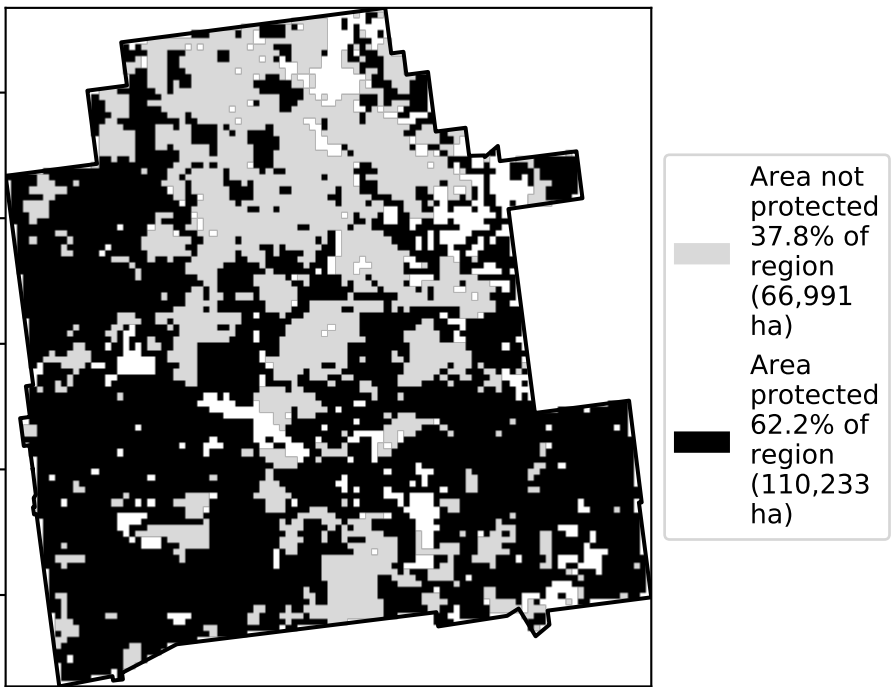 Area not
protected
37.8% of
region
(66,991
ha)
Area
protected
62.2% of
region
(110,233
ha)